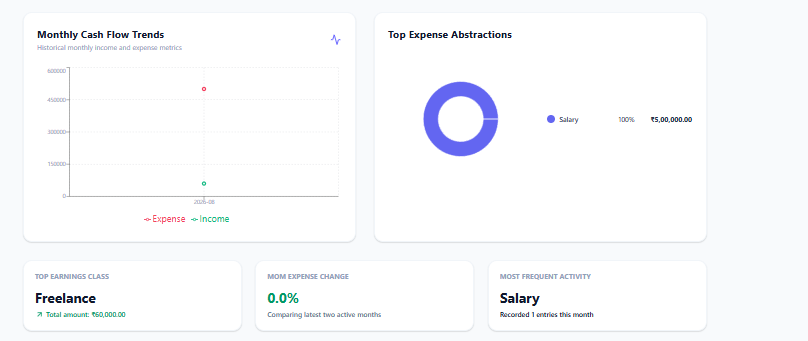 Monthly Cash Flow Trends
Historical monthly income and expense metrics
600000
450000
300000
150000
0
2026-08
Expense Income
Top Expense Abstractions
Salary 100% ₹5,00,000.00
TOP EARNINGS CLASS
Freelance
Total amount: ₹60,000.00
MOM EXPENSE CHANGE
0.0%
Comparing latest two active months
MOST FREQUENT ACTIVITY
Salary
Recorded 1 entries this month